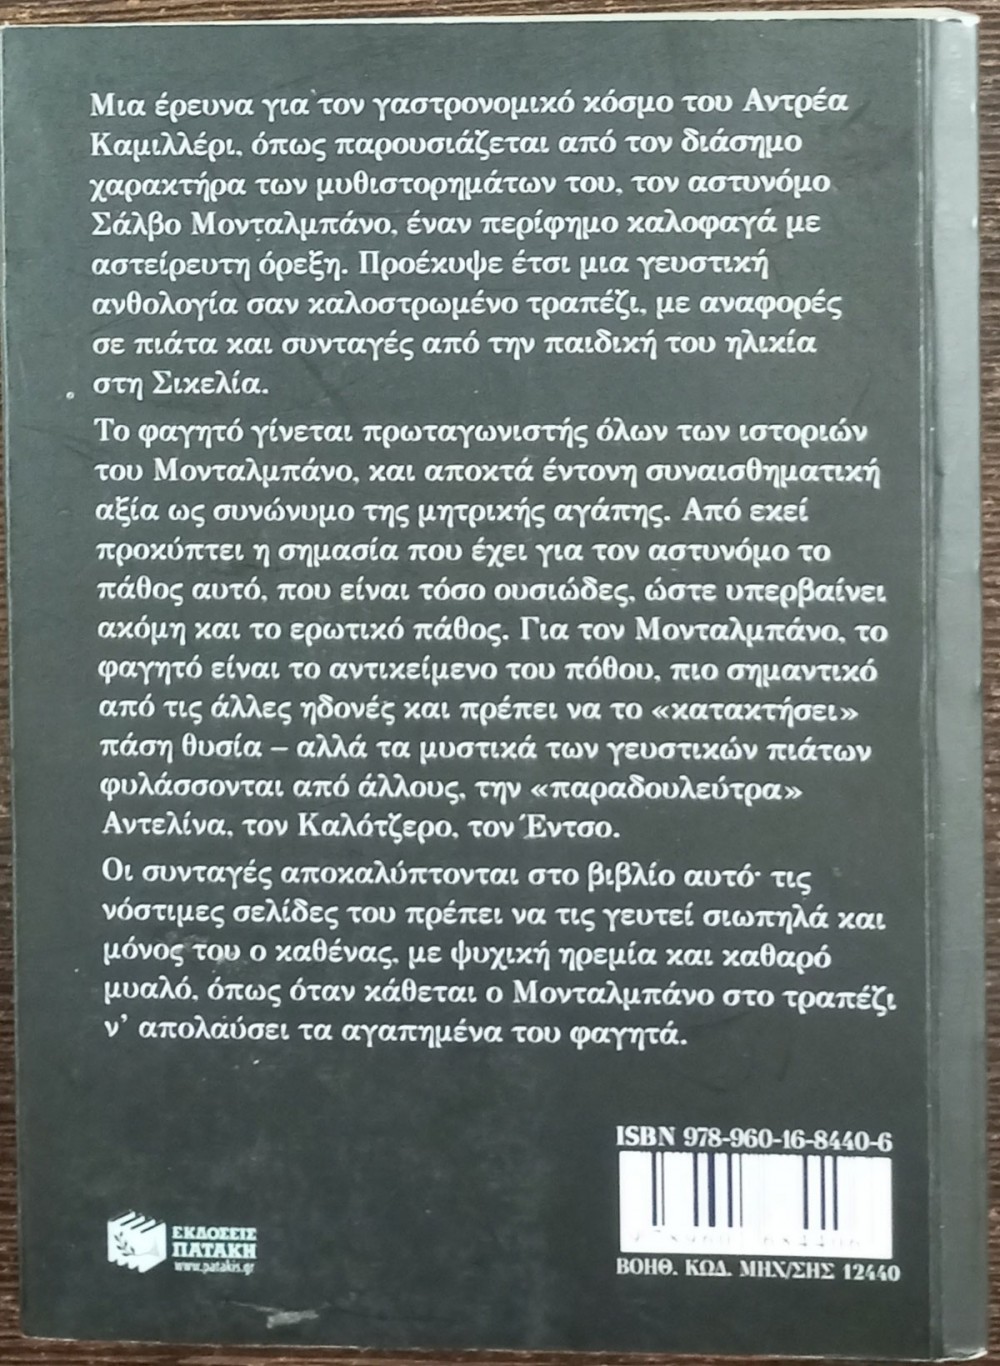 Μια έρευνα για τον γαστρονομικό κόσμο του Αντρέα
Καμιλλέρι, όπως παρουσιάζεται από τον διάσημο
χαρακτήρα των μυθιστορημάτων του, τον αστυνόμο
Σάλβο Μονταλμπάνο, έναν περίφημο καλοφαγά με
αστείρευτη όρεξη. Προέκυψε έτσι μια γευστική
ανθολογία σαν καλοστρωμένο τραπέζι, με αναφορές
σε πιάτα και συνταγές από την παιδική του ηλικία
στη Σικελία.
Το φαγητό γίνεται πρωταγωνιστής όλων των ιστοριών
του Μονταλμπάνο, και αποκτά έντονη συναισθηματική
αξία ως συνώνυμο της μητρικής αγάπης. Από εκεί
προκύπτει η σημασία που έχει για τον αστυνόμο το
πάθος αυτό, που είναι τόσο ουσιώδες, ώστε υπερβαίνει
ακόμη και το ερωτικό πάθος. Για τον Μονταλμπάνο, το
φαγητό είναι το αντικείμενο του πόθου, πιο σημαντικό
από τις άλλες ηδονές και πρέπει να το «κατακτήσει»
πάση θυσία – αλλά τα μυστικά των γευστικών πιάτων
φυλάσσονται από άλλους, την «παραδουλεύτρα»
Αντελίνα, τον Καλότζερο, τον Έντσο.
Οι συνταγές αποκαλύπτονται στο βιβλίο αυτό· τις
νόστιμες σελίδες του πρέπει να τις γευτεί σιωπηλά και
μόνος του ο καθένας, με ψυχική ηρεμία και καθαρό
μυαλό, όπως όταν κάθεται ο Μονταλμπάνο στο τραπέζι
ν' απολαύσει τα αγαπημένα του φαγητά.
ISBN 978-960-16-8440-6
ΕΚΔΟΣΕΙΣ
ΠΑΤΑΚΗ
www.patakis.gr
ΒΟΗΘ. ΚΩΔ. ΜΗΧ/ΣΗΣ 12440